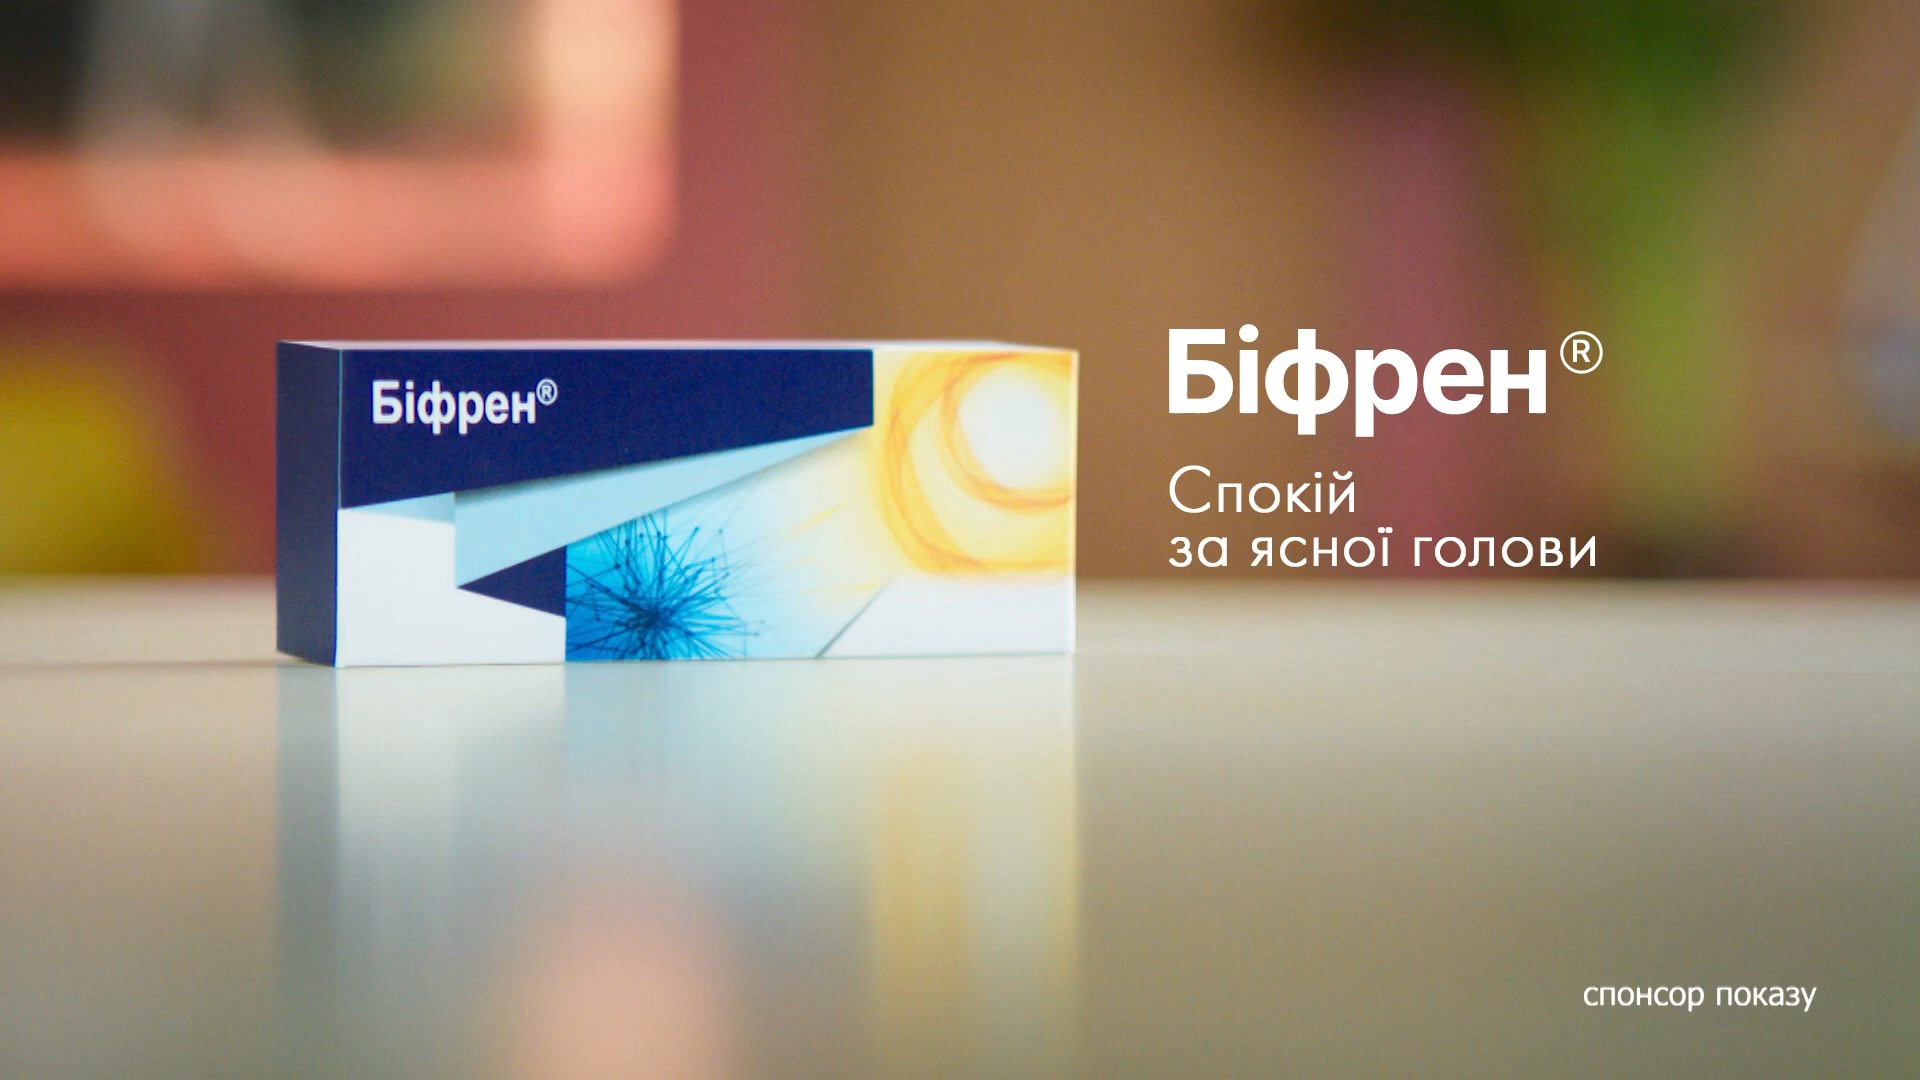 Біфрен®
Біфрен®
Спокій
за ясної голови
спонсор показу